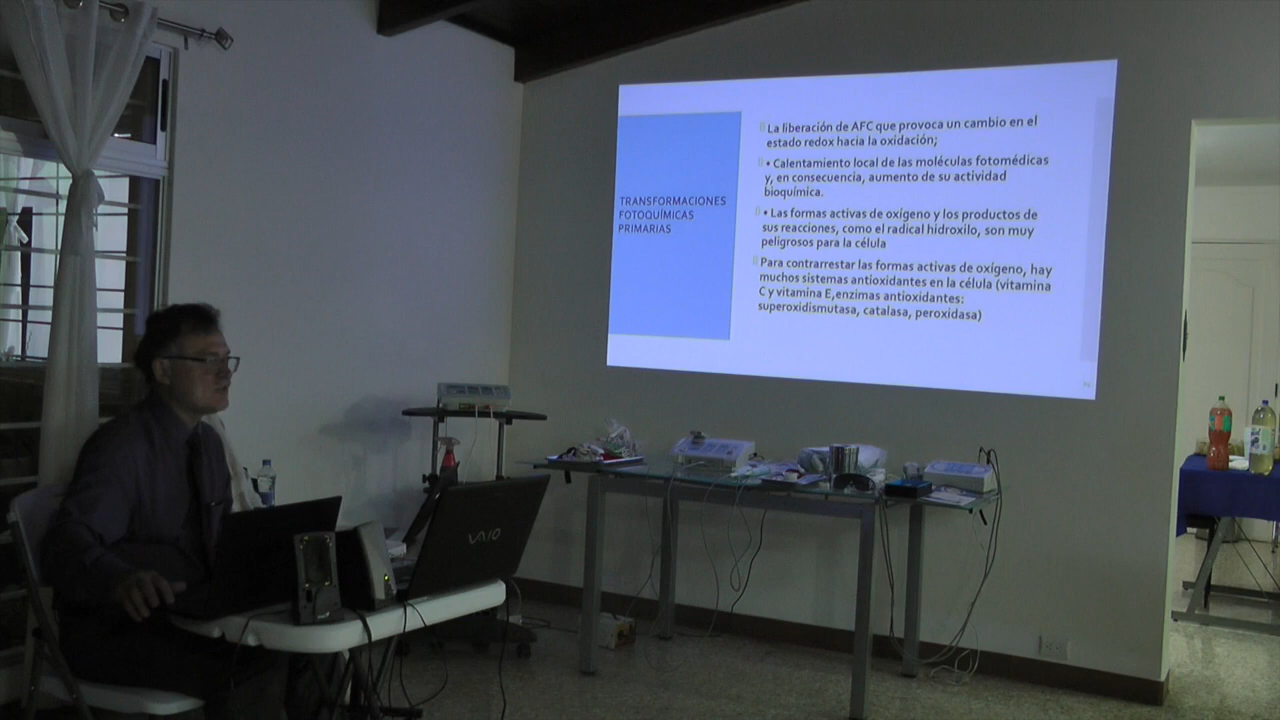 TRANSFORMACIONES
FOTOQUÍMICAS
PRIMARIAS
La liberación de AFC que provoca un cambio en el
estado redox hacia la oxidación;
• Calentamiento local de las moléculas fotomédicas
y, en consecuencia, aumento de su actividad
bioquímica.
• Las formas activas de oxígeno y los productos de
sus reacciones, como el radical hidroxilo, son muy
peligrosos para la célula
Para contrarrestar las formas activas de oxígeno, hay
muchos sistemas antioxidantes en la célula (vitamina
C y vitamina E,enzimas antioxidantes:
superoxidismutasa, catalasa, peroxidasa)
VAIO